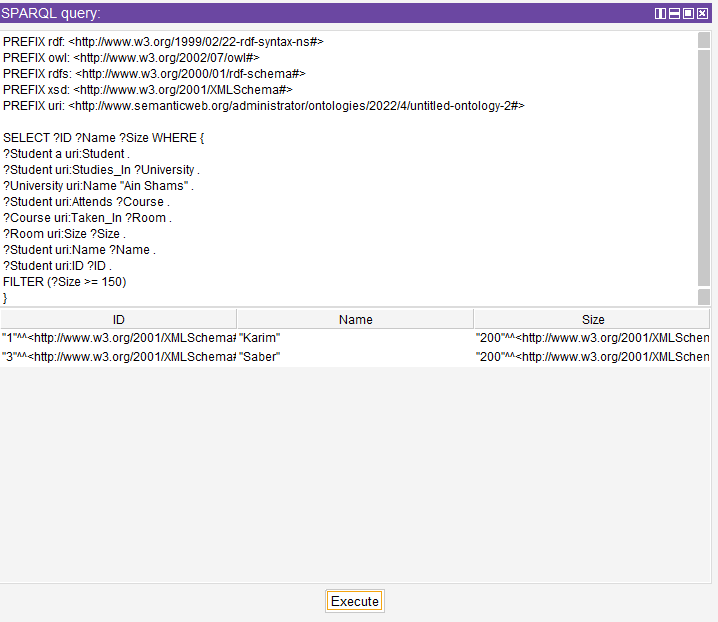 SPARQL query:
PREFIX rdf: <http://www.w3.org/1999/02/22-rdf-syntax-ns#>
PREFIX owl: <http://www.w3.org/2002/07/owl#>
PREFIX rdfs: <http://www.w3.org/2000/01/rdf-schema#>
PREFIX xsd: <http://www.w3.org/2001/XMLSchema#>
PREFIX uri: <http://www.semanticweb.org/administrator/ontologies/2022/4/untitled-ontology-2#>
SELECT ?ID ?Name ?Size WHERE {
?Student a uri:Student .
?Student uri:Studies_In ?University .
?University uri:Name "Ain Shams" .
?Student uri:Attends ?Course .
?Course uri:Taken_In ?Room .
?Room uri:Size ?Size .
?Student uri:Name ?Name .
?Student uri:ID ?ID .
FILTER (?Size >= 150)
}
ID Name Size
"1"^^<http://www.w3.org/2001/XMLSchema# "Karim" "200"^^<http://www.w3.org/2001/XMLSchen
"3"^^<http://www.w3.org/2001/XMLSchema# "Saber" "200"^^<http://www.w3.org/2001/XMLSchen
Execute